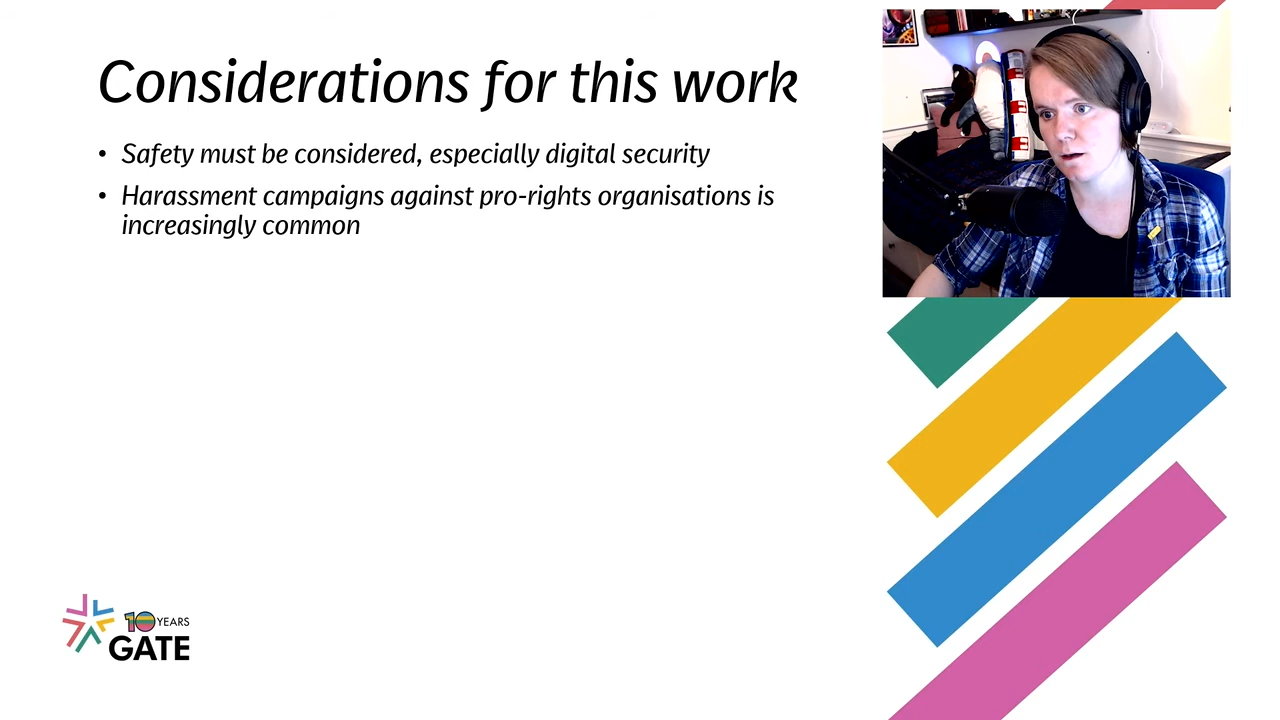 Considerations for this work
• Safety must be considered, especially digital security
• Harassment campaigns against pro-rights organisations is
increasingly common
10 YEARS
GATE